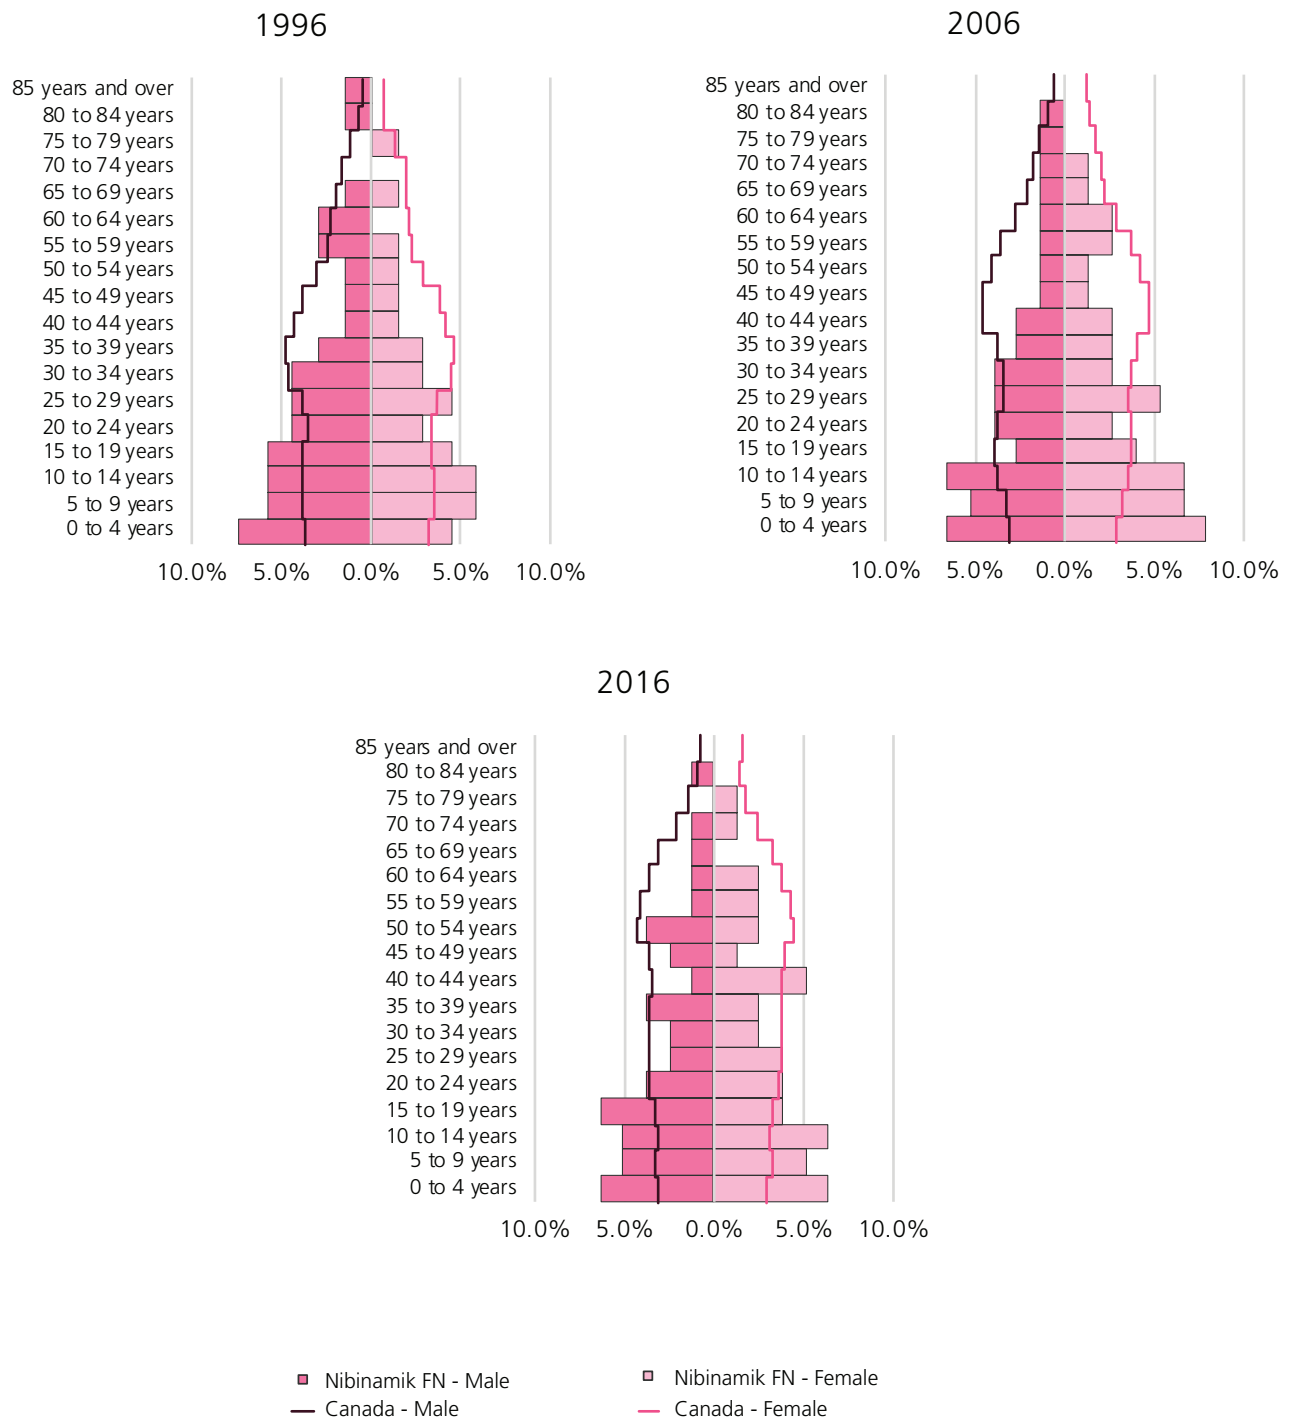 1996
85 years and over
80 to 84 years
75 to 79 years
70 to 74 years
65 to 69 years
60 to 64 years
55 to 59 years
50 to 54 years
45 to 49 years
40 to 44 years
35 to 39 years
30 to 34 years
25 to 29 years
20 to 24 years
15 to 19 years
10 to 14 years
5 to 9 years
0 to 4 years
10.0% 5.0% 0.0% 5.0% 10.0%
2006
85 years and over
80 to 84 years
75 to 79 years
70 to 74 years
65 to 69 years
60 to 64 years
55 to 59 years
50 to 54 years
45 to 49 years
40 to 44 years
35 to 39 years
30 to 34 years
25 to 29 years
20 to 24 years
15 to 19 years
10 to 14 years
5 to 9 years
0 to 4 years
10.0% 5.0% 0.0% 5.0% 10.0%
2016
85 years and over
80 to 84 years
75 to 79 years
70 to 74 years
65 to 69 years
60 to 64 years
55 to 59 years
50 to 54 years
45 to 49 years
40 to 44 years
35 to 39 years
30 to 34 years
25 to 29 years
20 to 24 years
15 to 19 years
10 to 14 years
5 to 9 years
0 to 4 years
10.0% 5.0% 0.0% 5.0% 10.0%
Nibinamik FN - Male
Nibinamik FN - Female
Canada - Male
Canada - Female